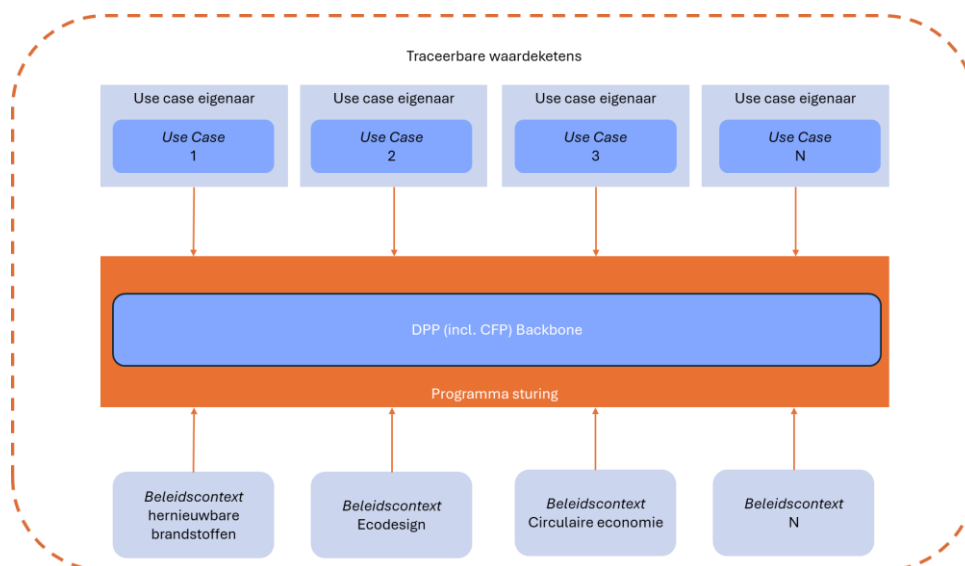 Traceerbare waardeketens
Use case eigenaar
Use Case
1
Use case eigenaar
Use Case
2
Use case eigenaar
Use Case
3
Use case eigenaar
Use Case
N
DPP (incl. CFP) Backbone
Programma sturing
Beleidscontext
hernieuwbare
brandstoffen
Beleidscontext
Ecodesign
Beleidscontext
Circulaire economie
Beleidscontext
N